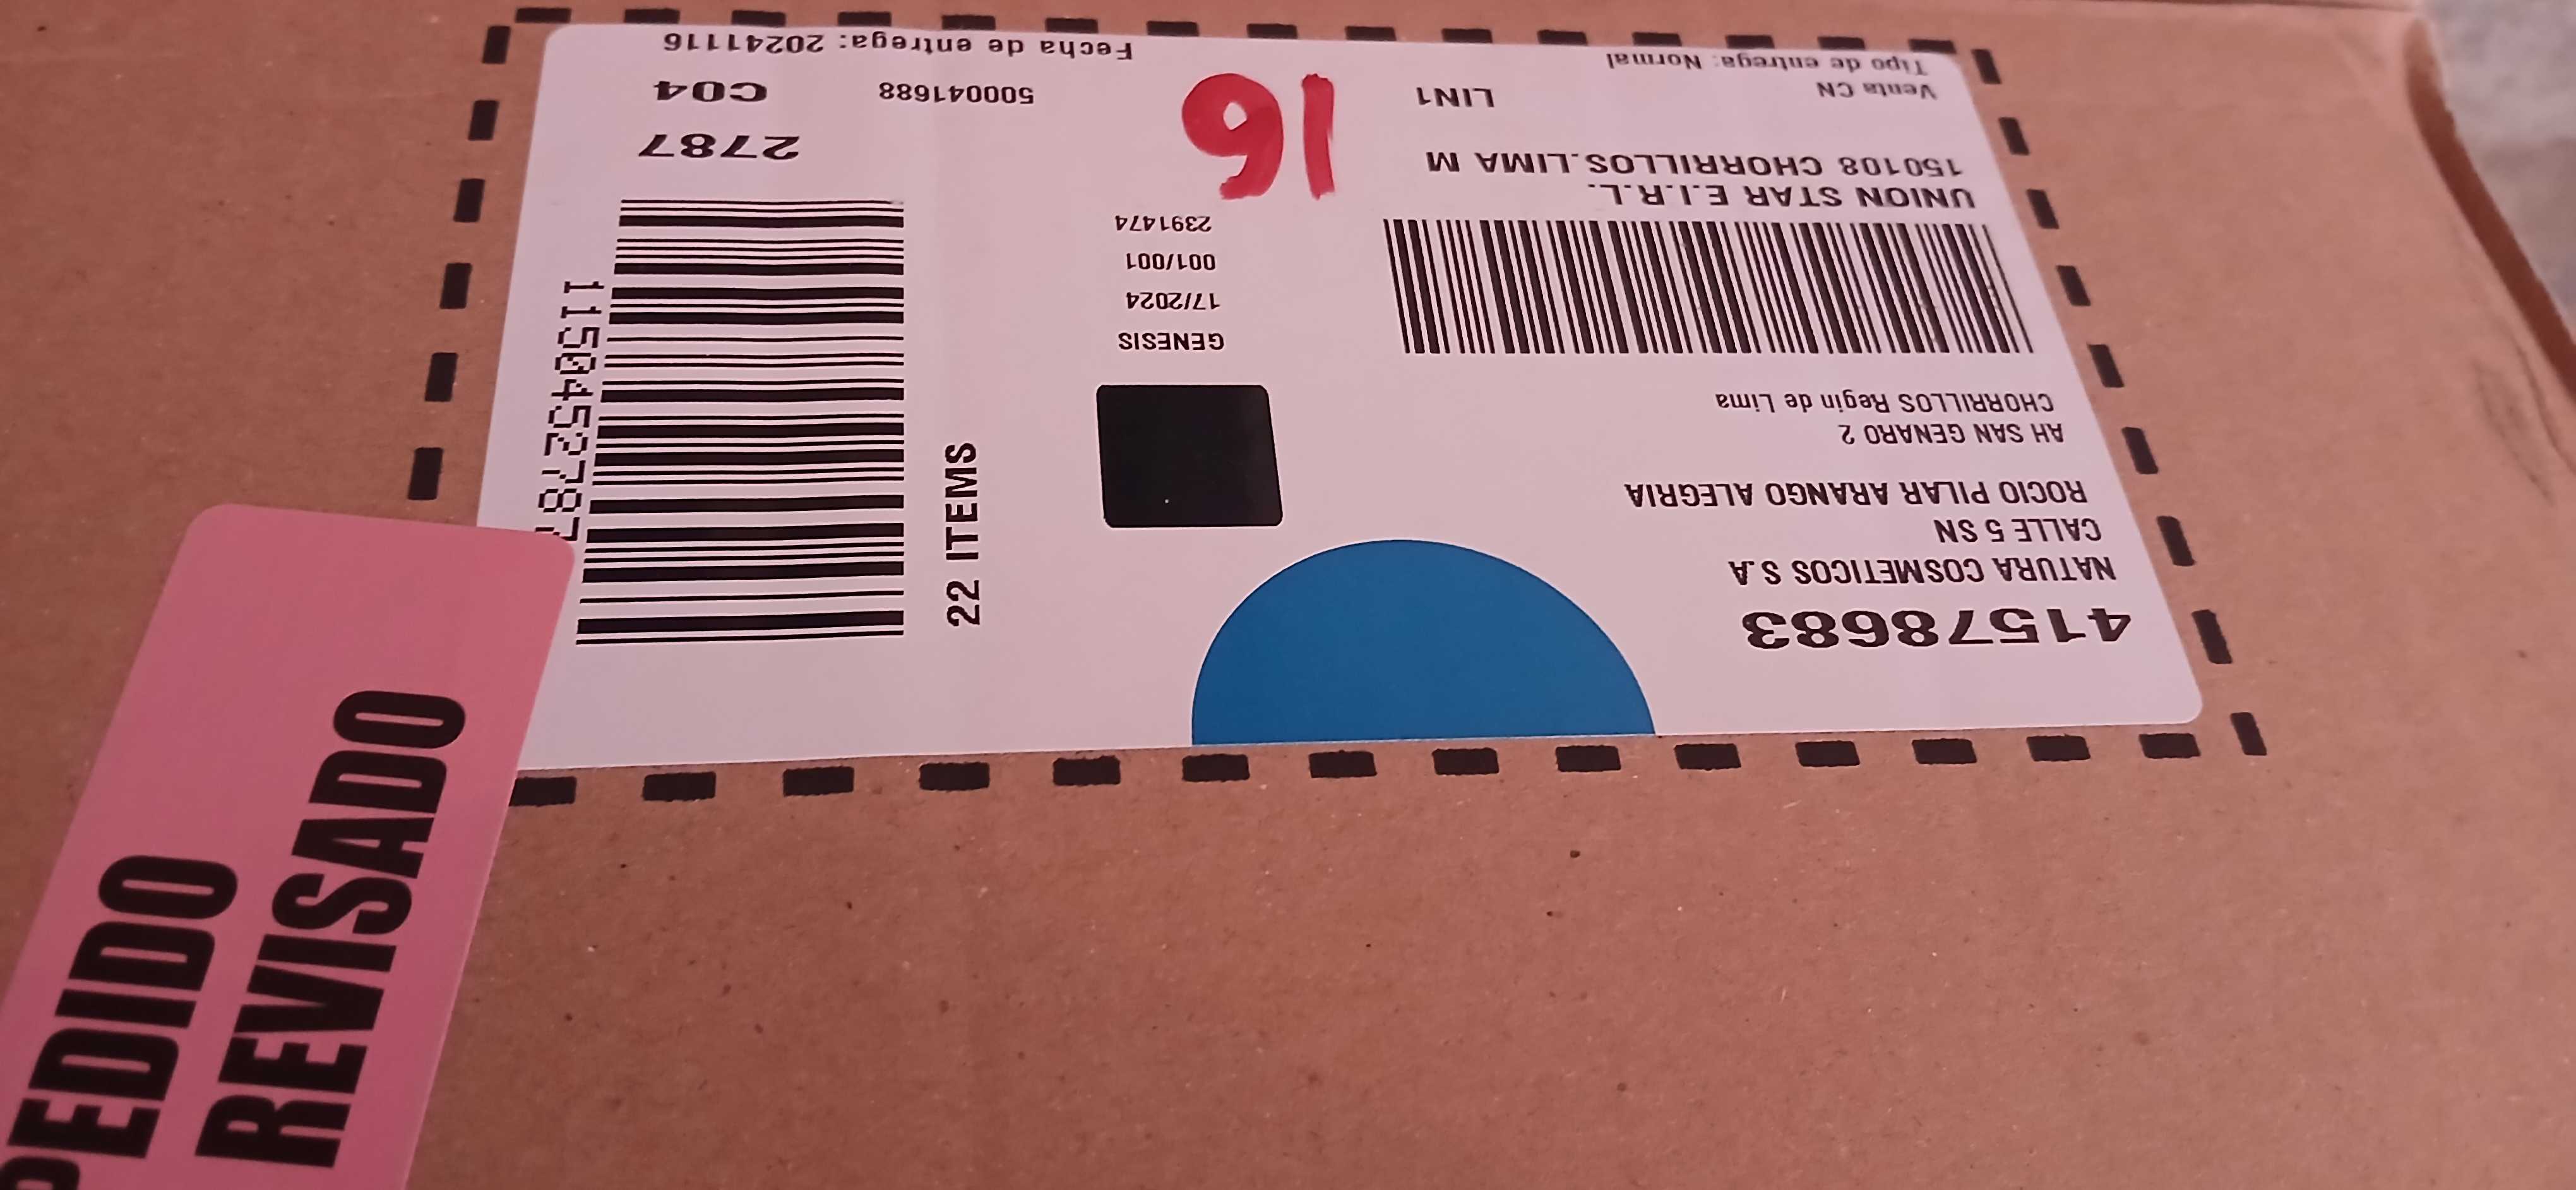 41578683
NATURA COSMETICOS S.A
CALLE 5 SN
ROCIO PILAR ARANGO ALEGRIA
AH SAN GENARO 2
CHORRILLOS Regin de Lima
UNION STAR E.I.R.L.
150108 CHORRILLOS.LIMA M
Venta CN
LIN1
Tipo de entrega: Normal
GENESIS
17/2024
001/001
2391474
16
22 ITEMS
1150452787
2787
500041688
C04
Fecha de entrega: 20241116
PEDIDO
REVISADO